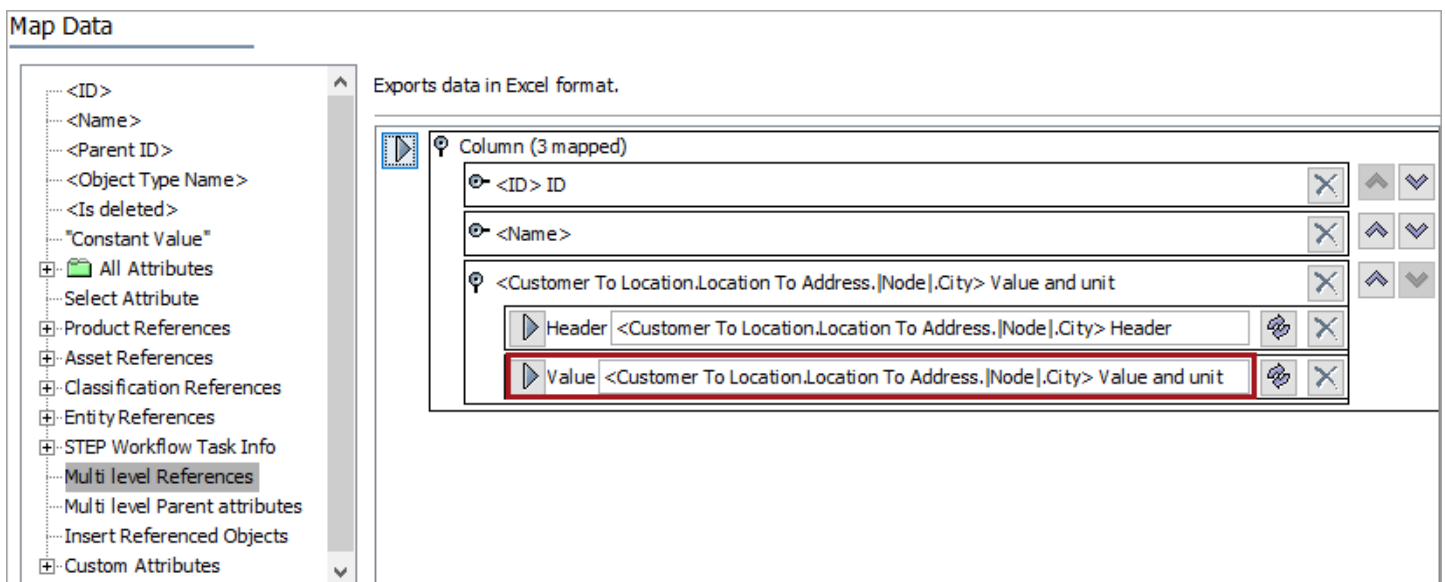 Map Data
<ID>
<Name>
<Parent ID>
<Object Type Name>
<Is deleted>
"Constant Value"
All Attributes
Select Attribute
Product References
Asset References
Classification References
Entity References
STEP Workflow Task Info
Multi level References
Multi level Parent attributes
Insert Referenced Objects
Custom Attributes
Exports data in Excel format.
Column (3 mapped)
<ID> ID
<Name>
<Customer To Location.Location To Address.|Node|.City> Value and unit
Header <Customer To Location.Location To Address.|Node|.City> Header
Value <Customer To Location.Location To Address.|Node|.City> Value and unit